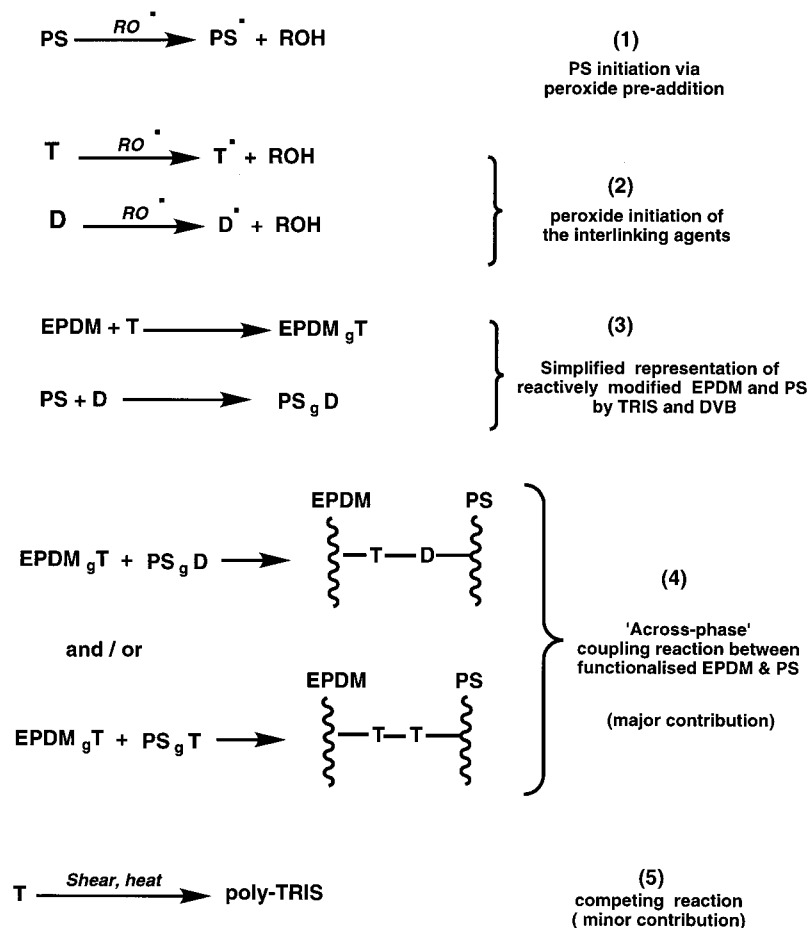 PS RO▪ PS▪ + ROH
(1)
PS initiation via
peroxide pre-addition
T RO▪ T▪ + ROH
D RO▪ D▪ + ROH
(2)
peroxide initiation of
the interlinking agents
EPDM + T EPDM gT
PS + D PS g D
(3)
Simplified representation of
reactively modified EPDM and PS
by TRIS and DVB
EPDM gT + PS g D
EPDM PS
T D
and / or
EPDM gT + PS g T
EPDM PS
T T
(4)
'Across-phase'
coupling reaction between
functionalised EPDM & PS
(major contribution)
T Shear, heat poly-TRIS
(5)
competing reaction
( minor contribution)